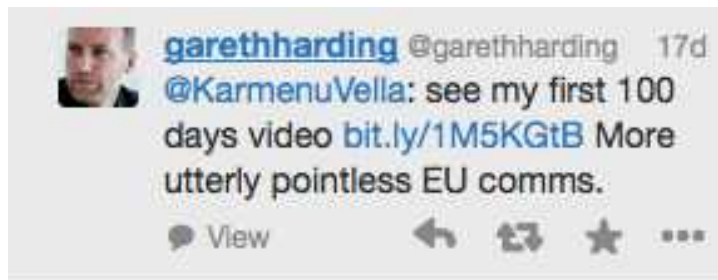 garethharding @garethharding 17d
@KarmenuVella: see my first 100
days video bit.ly/1M5KGtB More
utterly pointless EU comms.
View